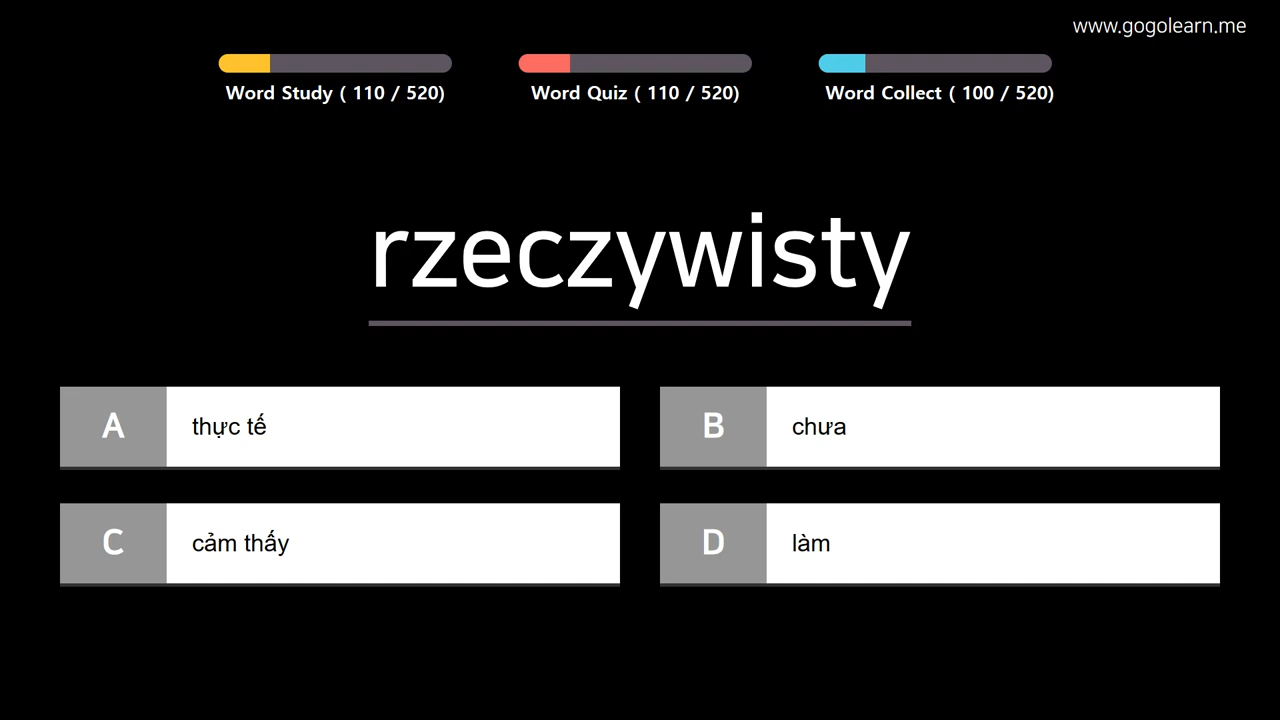 www.gogolearn.me
Word Study ( 110 / 520)
Word Quiz ( 110 / 520)
Word Collect ( 100 / 520)
rzeczywisty
A thực tế
B chưa
C cảm thấy
D làm